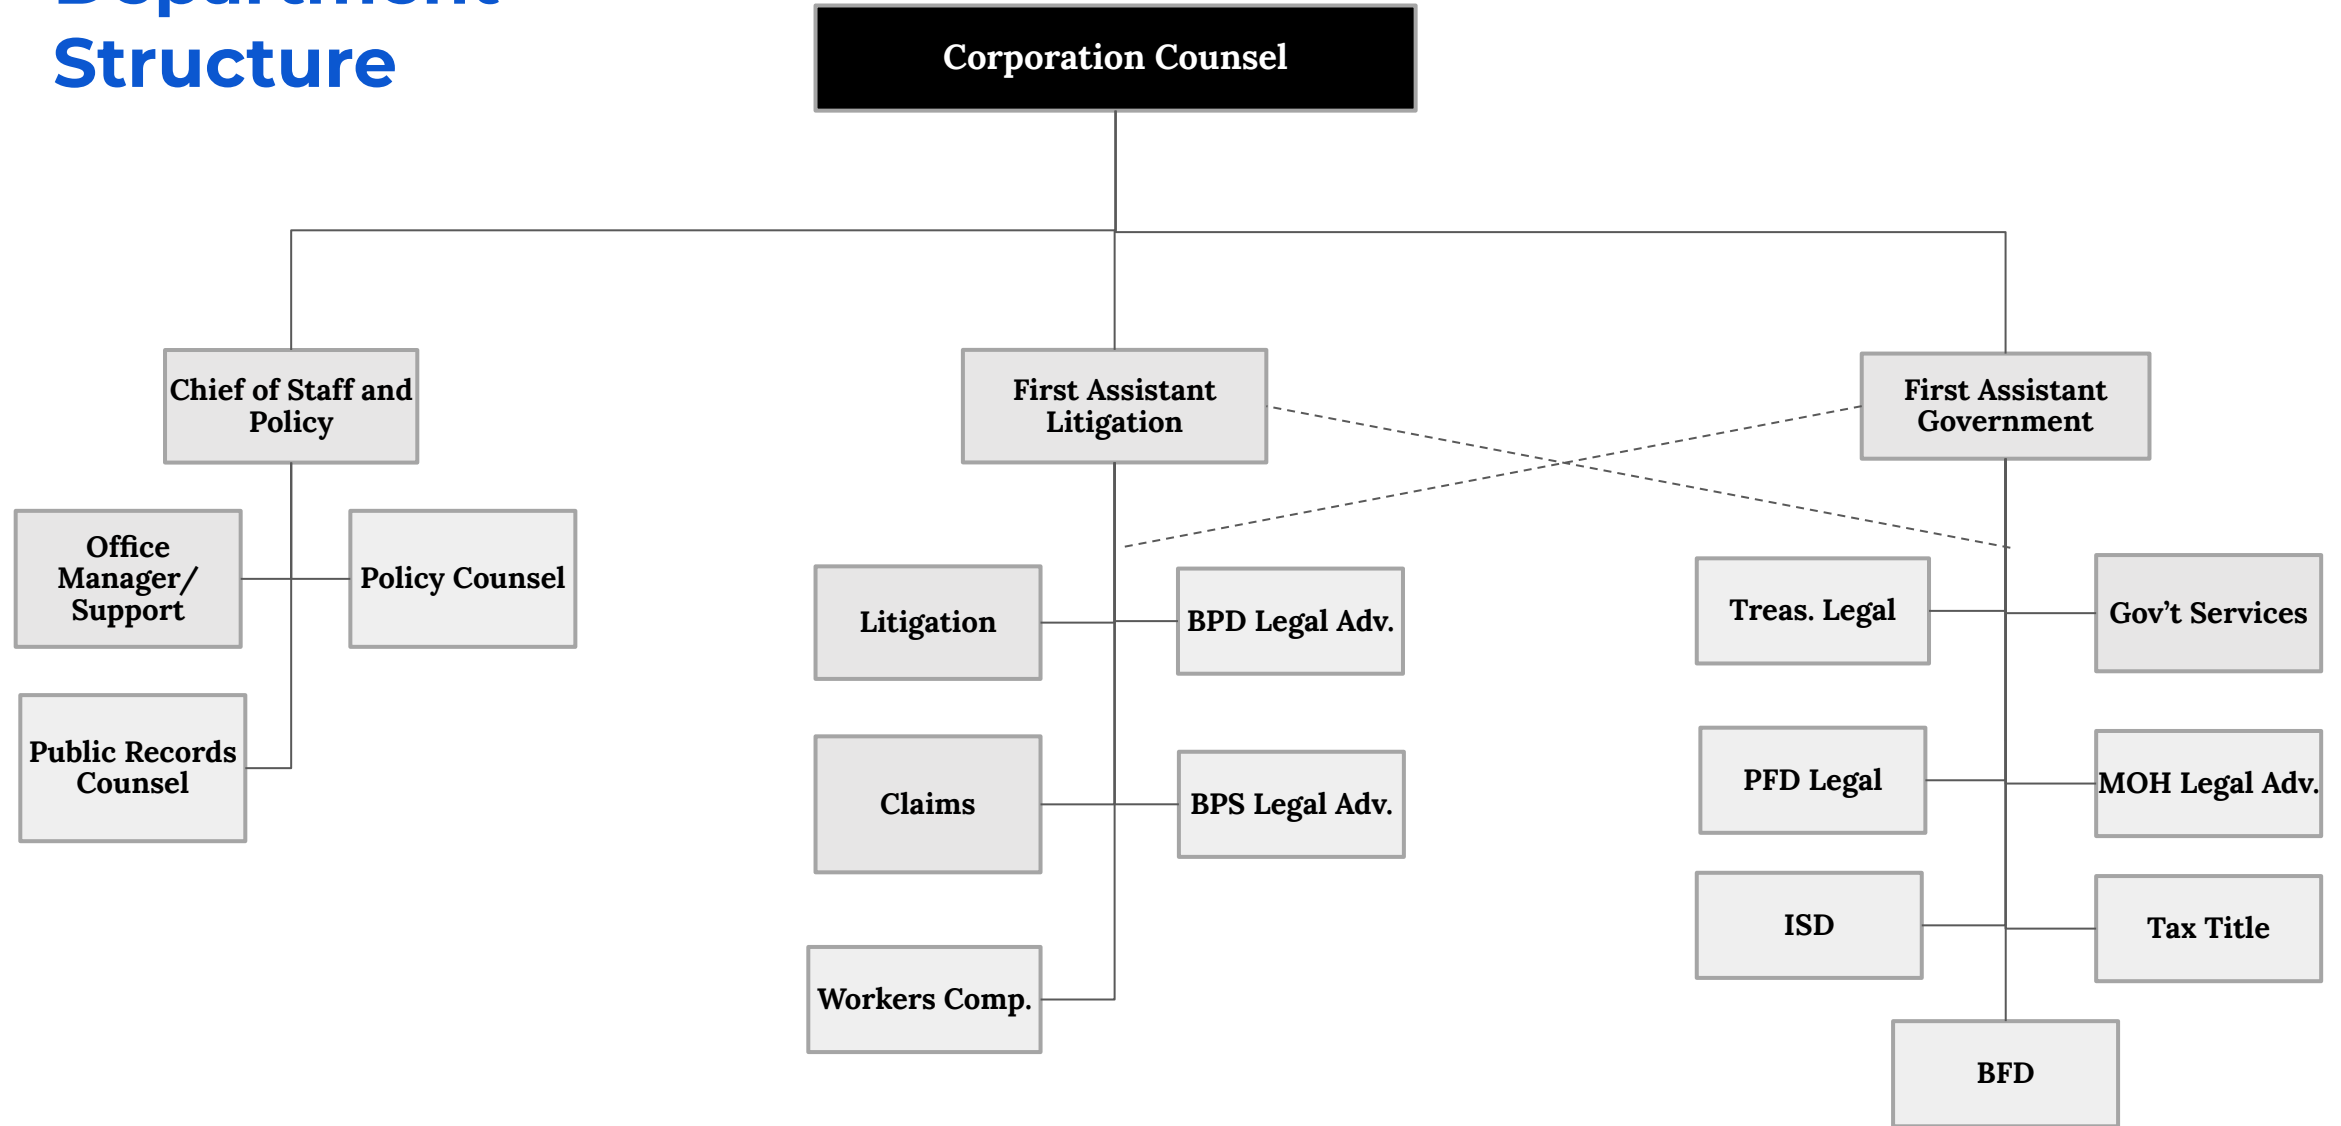 Department
Structure
Corporation Counsel
Chief of Staff and
Policy
First Assistant
Litigation
First Assistant
Government
Office
Manager/
Support
Policy Counsel
Public Records
Counsel
Litigation
BPD Legal Adv.
Claims
BPS Legal Adv.
Workers Comp.
Treas. Legal
Gov’t Services
PFD Legal
MOH Legal Adv.
ISD
Tax Title
BFD